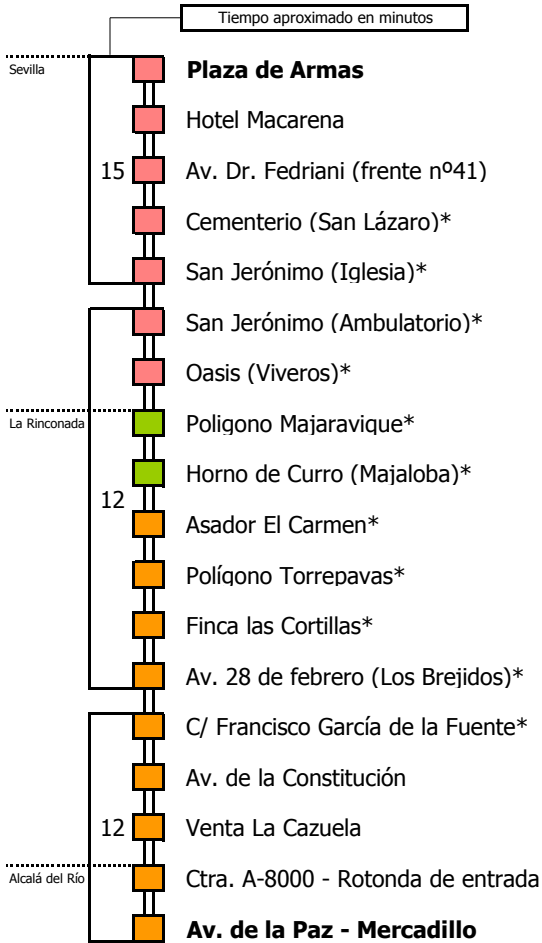 Tiempo aproximado en minutos
Sevilla
Plaza de Armas
Hotel Macarena
15
Av. Dr. Fedriani (frente nº41)
Cementerio (San Lázaro)*
San Jerónimo (Iglesia)*
San Jerónimo (Ambulatorio)*
Oasis (Viveros)*
La Rinconada
Poligono Majaravique*
Horno de Curro (Majaloba)*
12
Asador El Carmen*
Polígono Torrepavas*
Finca las Cortillas*
Av. 28 de febrero (Los Brejidos)*
C/ Francisco García de la Fuente*
Av. de la Constitución
12
Venta La Cazuela
Alcalá del Río
Ctra. A-8000 - Rotonda de entrada
Av. de la Paz - Mercadillo